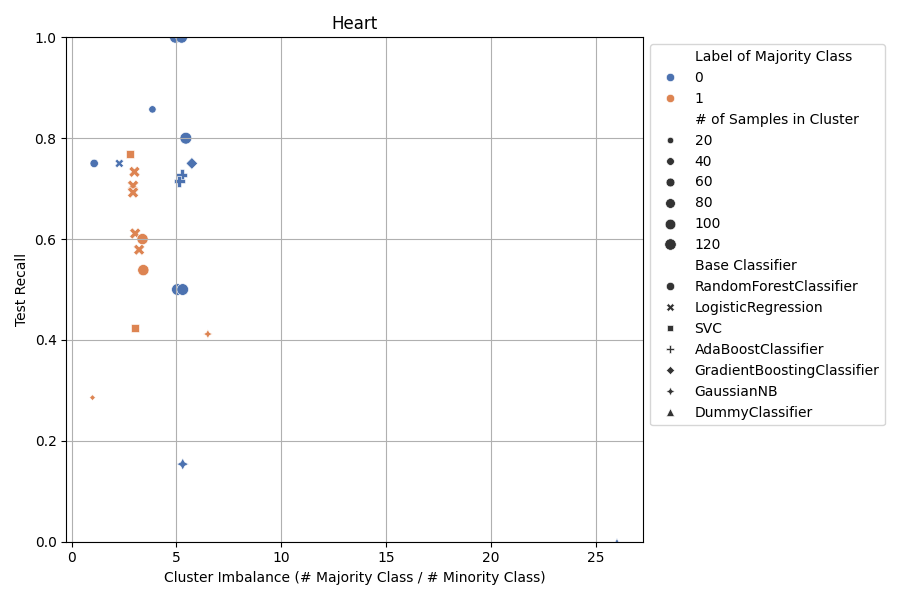 Heart
1.0
0.8
0.6
0.4
0.2
0.0
Test Recall
0 5 10 15 20 25
Cluster Imbalance (# Majority Class / # Minority Class)
Label of Majority Class
0
1
# of Samples in Cluster
20
40
60
80
100
120
Base Classifier
RandomForestClassifier
LogisticRegression
SVC
AdaBoostClassifier
GradientBoostingClassifier
GaussianNB
DummyClassifier